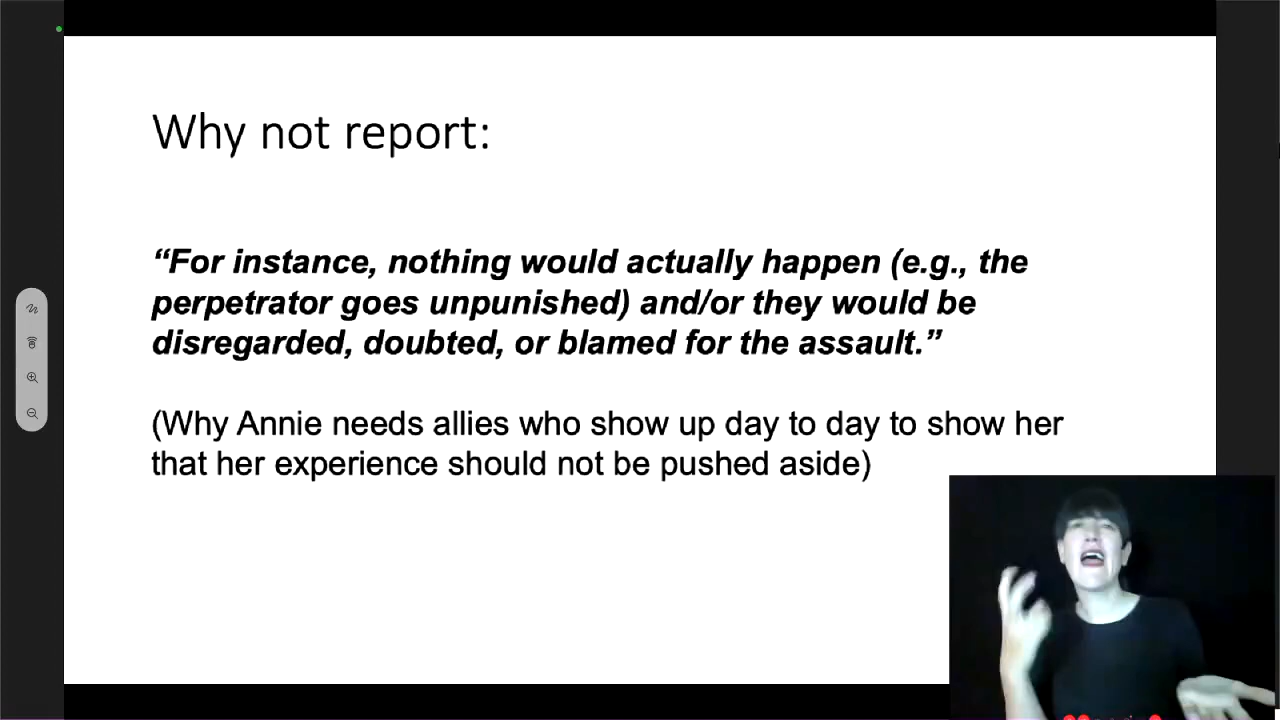 Why not report:
“For instance, nothing would actually happen (e.g., the
perpetrator goes unpunished) and/or they would be
disregarded, doubted, or blamed for the assault.”
(Why Annie needs allies who show up day to day to show her
that her experience should not be pushed aside)